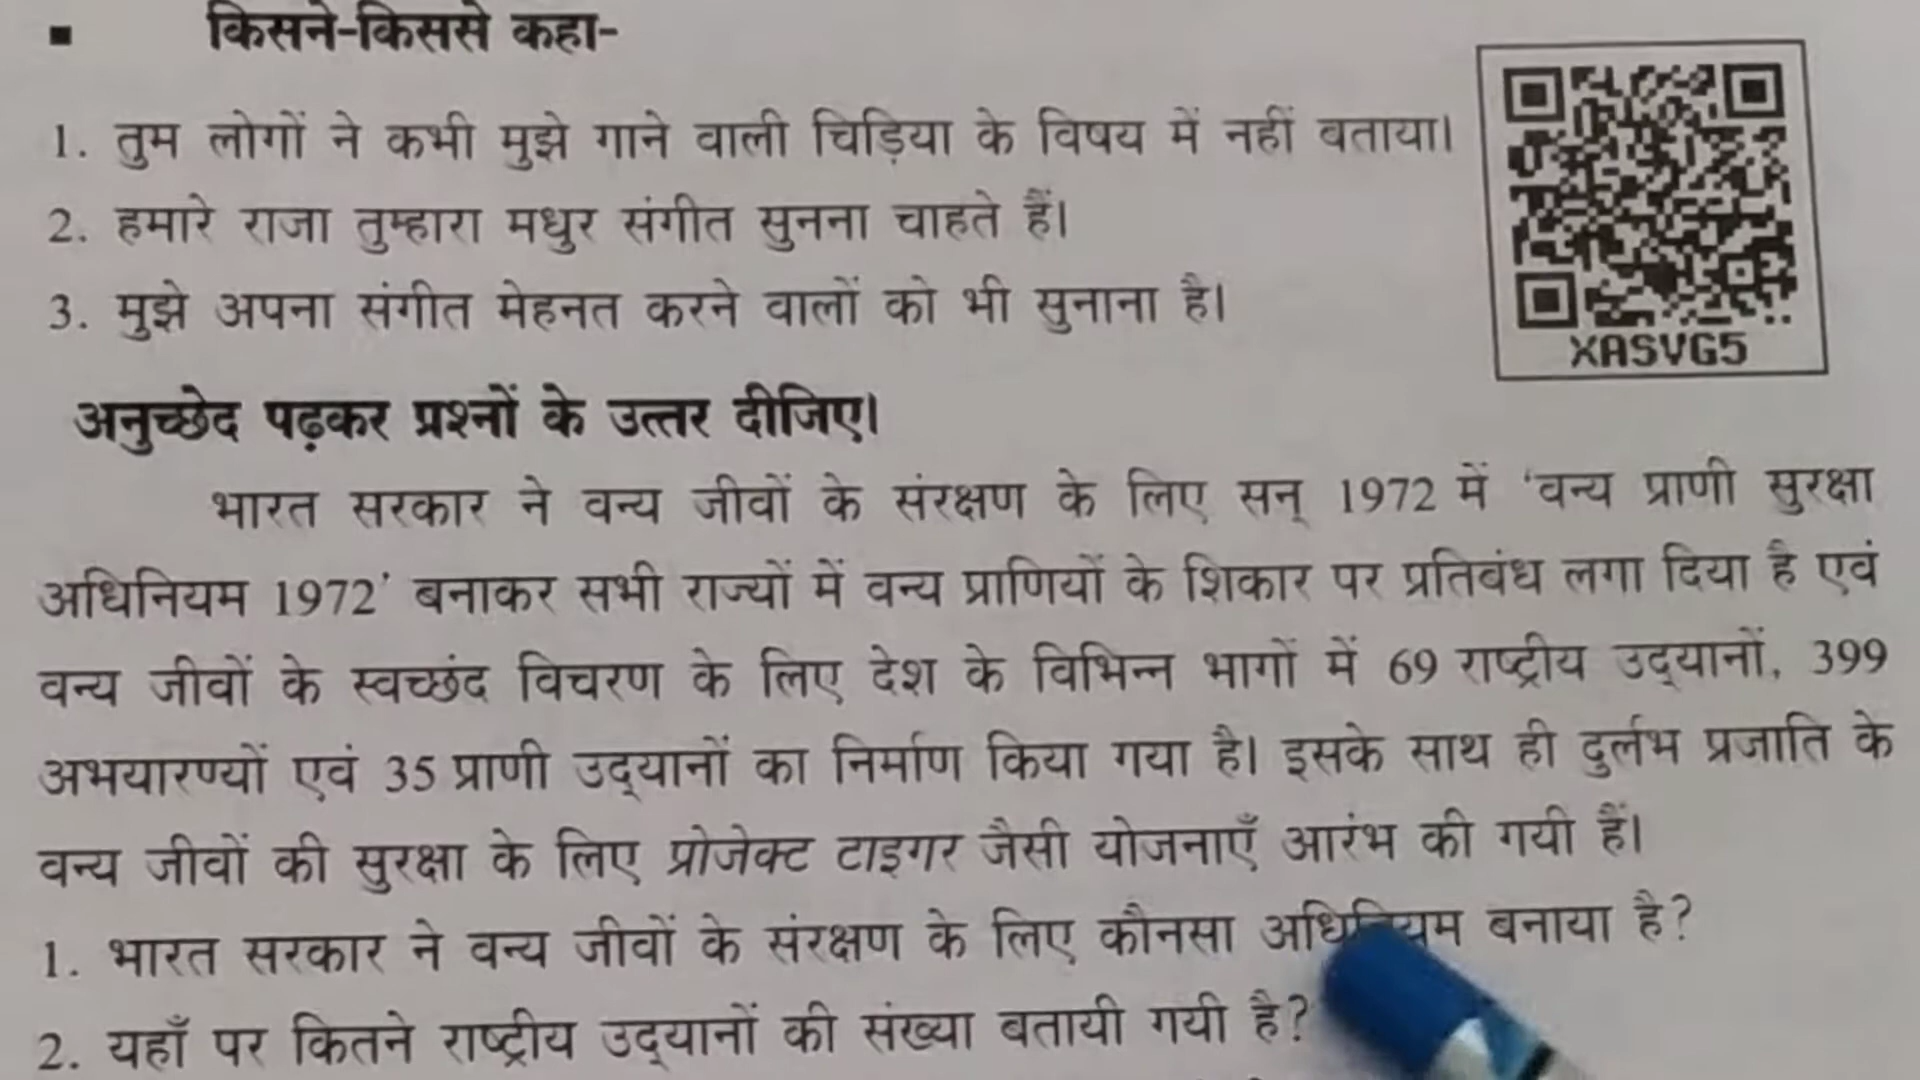 ▪ किसने-किससे कहा-
1. तुम लोगों ने कभी मुझे गाने वाली चिड़िया के विषय में नहीं बताया।
2. हमारे राजा तुम्हारा मधुर संगीत सुनना चाहते हैं।
3. मुझे अपना संगीत मेहनत करने वालों को भी सुनाना है।
XASVG5
अनुच्छेद पढ़कर प्रश्नों के उत्तर दीजिए।
भारत सरकार ने वन्य जीवों के संरक्षण के लिए सन् 1972 में ‘वन्य प्राणी सुरक्षा
अधिनियम 1972’ बनाकर सभी राज्यों में वन्य प्राणियों के शिकार पर प्रतिबंध लगा दिया है एवं
वन्य जीवों के स्वच्छंद विचरण के लिए देश के विभिन्न भागों में 69 राष्ट्रीय उद्‌यानों, 399
अभयारण्यों एवं 35 प्राणी उद्‌यानों का निर्माण किया गया है। इसके साथ ही दुर्लभ प्रजाति के
वन्य जीवों की सुरक्षा के लिए प्रोजेक्ट टाइगर जैसी योजनाएँ आरंभ की गयी हैं।
1. भारत सरकार ने वन्य जीवों के संरक्षण के लिए कौनसा अधिनियम बनाया है?
2. यहाँ पर कितने राष्ट्रीय उद्‌यानों की संख्या बतायी गयी है?